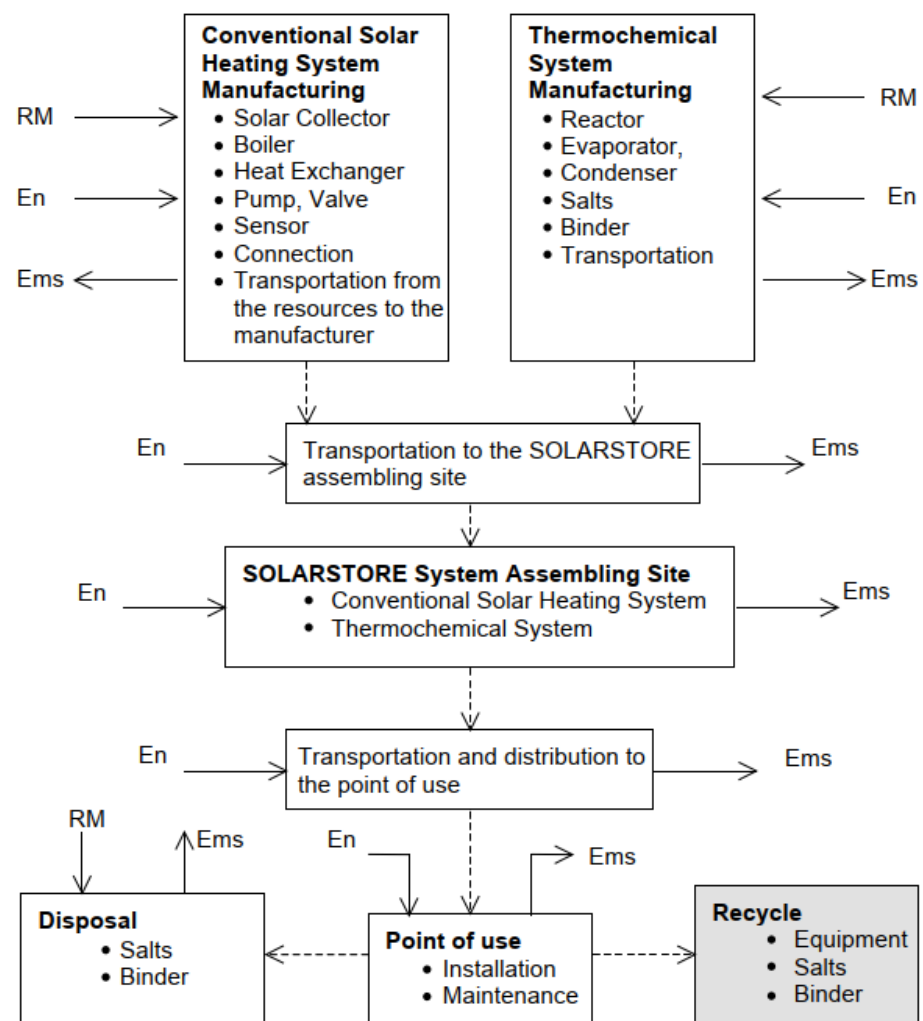 Conventional Solar
Heating System
Manufacturing
• Solar Collector
• Boiler
• Heat Exchanger
• Pump, Valve
• Sensor
• Connection
• Transportation from
the resources to the
manufacturer
RM
En
Ems
Thermochemical
System
Manufacturing
• Reactor
• Evaporator,
• Condenser
• Salts
• Binder
• Transportation
RM
En
Ems
En
Transportation to the SOLARSTORE
assembling site
Ems
En
SOLARSTORE System Assembling Site
• Conventional Solar Heating System
• Thermochemical System
Ems
En
Transportation and distribution to
the point of use
Ems
RM
Ems
En
Ems
Disposal
• Salts
• Binder
Point of use
• Installation
• Maintenance
Recycle
• Equipment
• Salts
• Binder